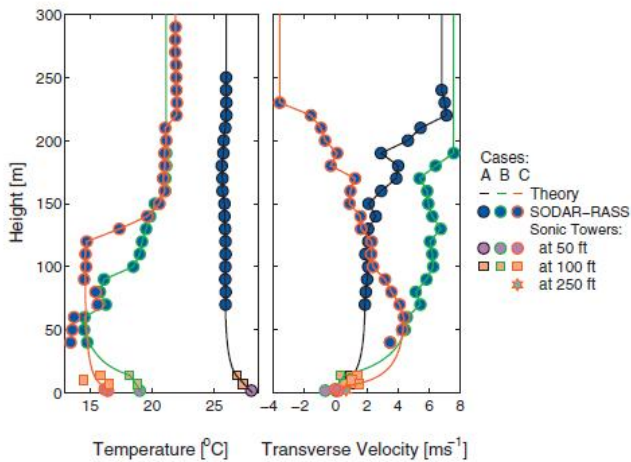 300
250
200
150
100
50
0
Height [m]
15
20
25
-4
-2
0
2
4
6
8
Temperature [⁰C]
Transverse Velocity [ms⁻¹]
Cases:
A B C
Theory
SODAR-RASS
Sonic Towers:
at 50 ft
at 100 ft
at 250 ft